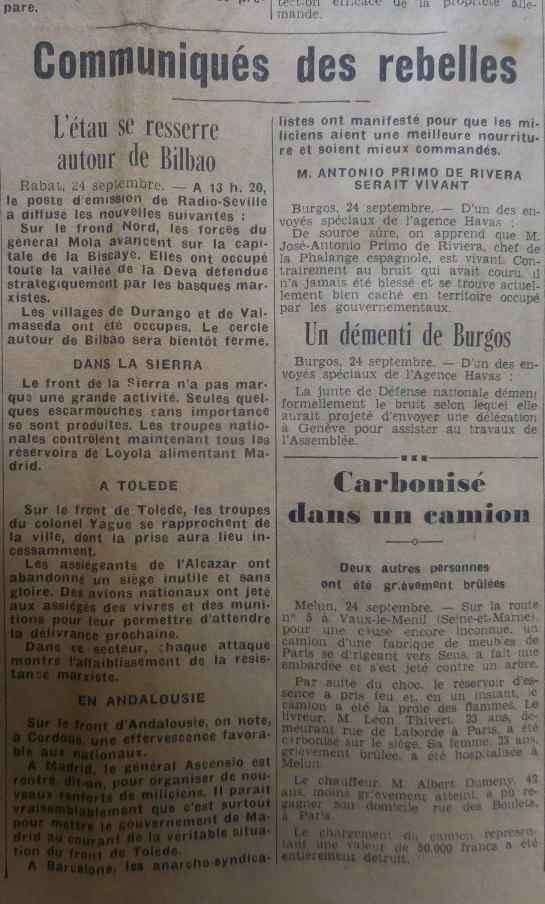 pare.
tection efficace de la propriété alle-
mande.
Communiqués des rebelles
L'étau se resserre
autour de Bilbao
Rabat, 24 septembre. — A 13 h. 20,
le poste d'émission de Radio-Seville
a diffusé les nouvelles suivantes :
Sur le frond Nord, les forces du
général Mola avancent sur la capi-
tale de la Biscaye. Elles ont occupé
toute la vallée de la Deva défendue
strategiquement par les basques mar-
xistes.
Les villages de Durango et de Val-
maseda ont été occupes. Le cercle
autour de Bilbao sera bientôt ferme.
DANS LA SIERRA
Le front de la Sierra n'a pas mar-
que une grande activité. Seules quel-
ques escarmouches sans importance
se sont produites. Les troupes natio-
nales contrôlent maintenant tous les
réservoirs de Loyola alimentant Ma-
drid.
A TOLEDE
Sur le front de Tolède, les troupes
du colonel Yague se rapprochent de
la ville, dont la prise aura lieu in-
cessamment.
Les assiégeants de l'Alcazar ont
abandonné un siège inutile et sans
gloire. Des avions nationaux ont jeté
aux assiégés des vivres et des muni-
tions pour leur permettre d'attendre
la délivrance prochaine.
Dans ce secteur, chaque attaque
montre l'affaiblissement de la résis-
tance marxiste.
EN ANDALOUSIE
Sur le front d'Andalousie, on note,
à Cordoue, une effervescence favora-
ble aux nationaux.
A Madrid, le général Ascensio est
rentré, dit-on, pour organiser de nou-
veaux renforts de miliciens. Il parait
vraisemblablement que c'est surtout
pour mettre le gouvernement de Ma-
drid au courant de la véritable situa-
tion du front de Tolède.
A Barcelone, les anarcho-syndica-
listes ont manifesté pour que les mi-
liciens aient une meilleure nourritu-
re et soient mieux commandés.
M. ANTONIO PRIMO DE RIVERA
SERAIT VIVANT
Burgos, 24 septembre. — D'un des en-
voyés spéciaux de l'agence Havas :
De source sûre, on apprend que M.
José-Antonio Primo de Riviera, chef de
la Phalange espagnole, est vivant. Con-
trairement au bruit qui avait couru, il
n'a jamais été blessé et se trouve actuel-
lement bien caché en territoire occupé
par les gouvernementaux.
Un démenti de Burgos
Burgos, 24 septembre. — D'un des en-
voyés spéciaux de l'Agence Havas :
La junte de Défense nationale dément
formellement le bruit selon lequel elle
aurait projeté d'envoyer une délégation
à Genève pour assister au travaux de
l'Assemblée.
Carbonisé
dans un camion
Deux autres personnes
ont été grièvement brûlées
Melun, 24 septembre. — Sur la route
n° 5 à Vaux-le-Menil (Seine-et-Marne),
pour une cause encore inconnue, un
camion d'une fabrique de meubles de
Paris se dirigeant vers Sens, a fait une
embardée et s'est jeté contre un arbre.
Par suite du choc, le réservoir d'es-
sence a pris feu et, en un instant, le
camion a été la proie des flammes. Le
livreur, M. Léon Thivert, 23 ans, de-
meurant rue de Laborde à Paris, a été
carbonisé sur le siège. Sa femme, 23 ans,
grièvement brûlée, a été hospitalisée à
Melun.
Le chauffeur, M. Albert Dumeny, 42
ans, moins grièvement atteint, a pu re-
gagner son domicile rue des Boulets,
à Paris.
Le chargement du camion represen-
tant une valeur de 50.000 francs a été
entièrement détruit.